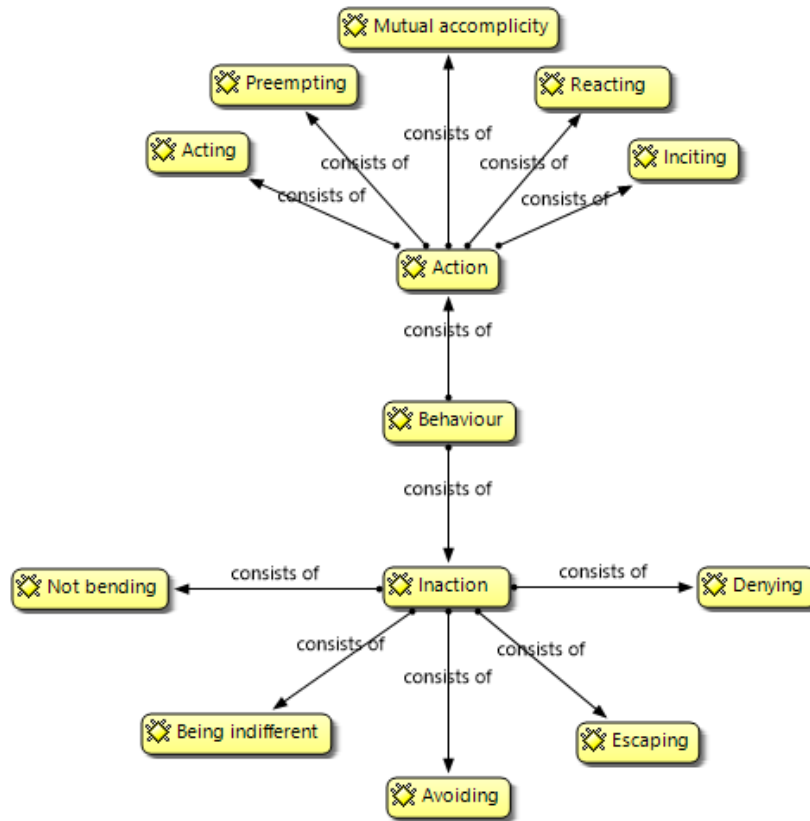 Mutual accomplicity
Preempting
Reacting
Acting
Inciting
consists of
consists of
consists of
consists of
consists of
Action
consists of
Behaviour
consists of
Not bending
consists of
Inaction
consists of
Denying
consists of
consists of
consists of
Being indifferent
Escaping
Avoiding